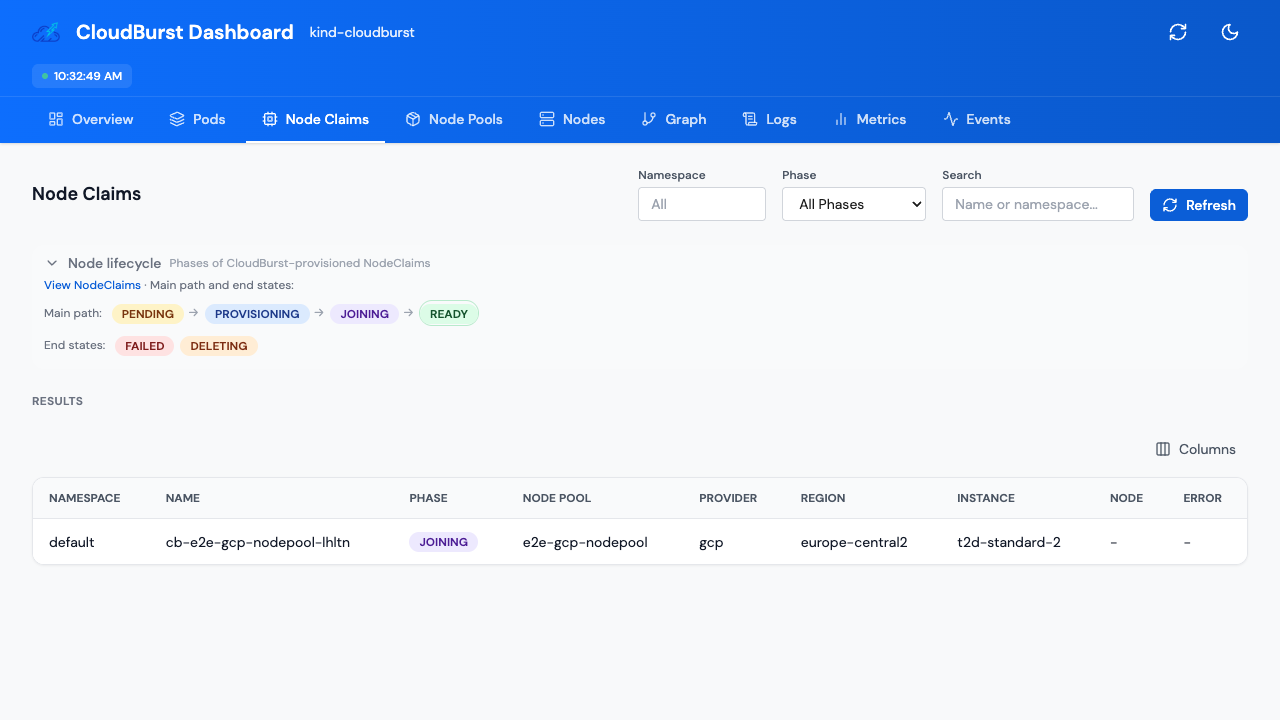 CloudBurst Dashboard kind-cloudburst
10:32:49 AM
Overview Pods Node Claims Node Pools Nodes Graph Logs Metrics Events
Node Claims
Namespace Phase Search
All All Phases Name or namespace... Refresh
Node lifecycle Phases of CloudBurst-provisioned NodeClaims
View NodeClaims · Main path and end states:
Main path: PENDING → PROVISIONING → JOINING → READY
End states: FAILED DELETING
RESULTS
Columns
NAMESPACE NAME PHASE NODE POOL PROVIDER REGION INSTANCE NODE ERROR
default cb-e2e-gcp-nodepool-lhltn JOINING e2e-gcp-nodepool gcp europe-central2 t2d-standard-2 - -